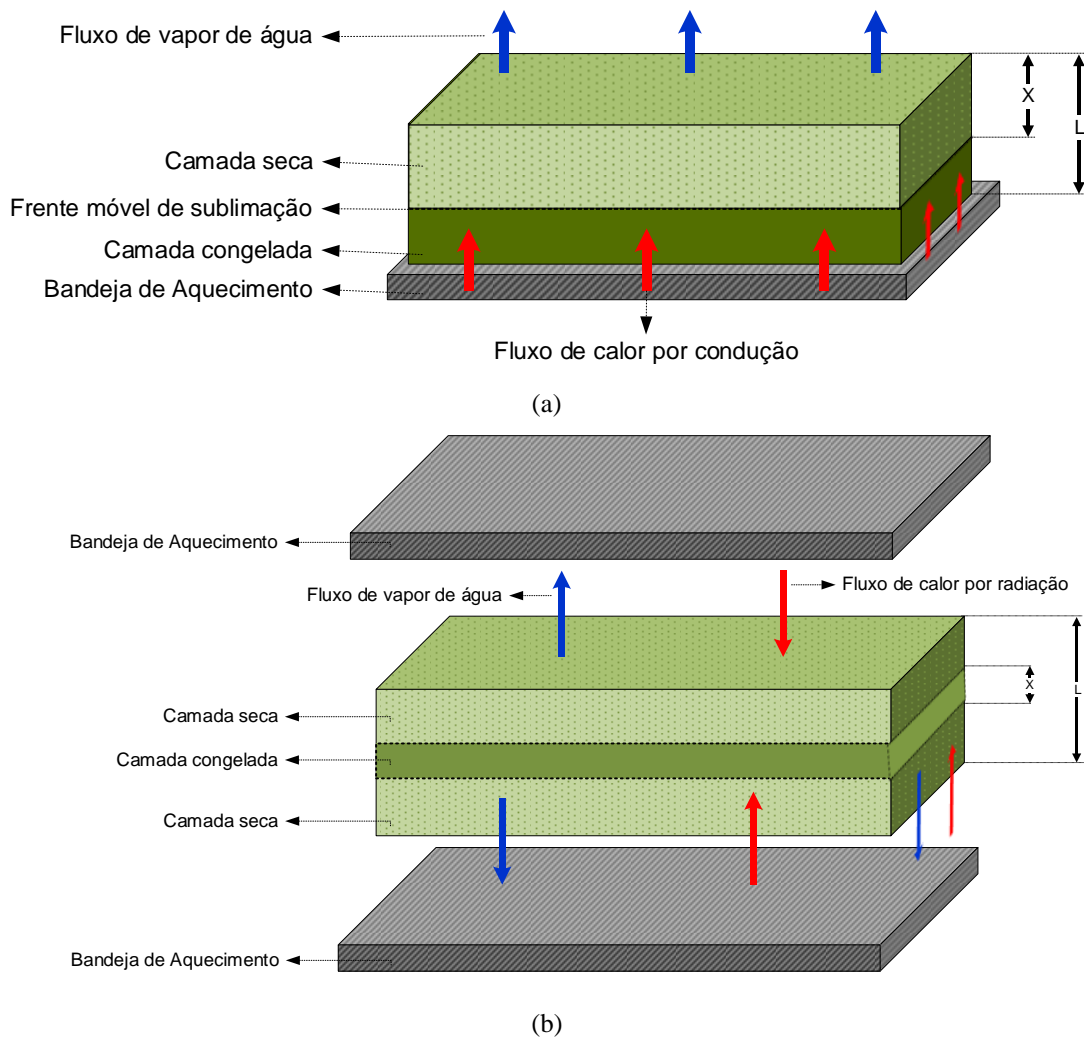 Fluxo de vapor de água
X
L
Camada seca
Frente móvel de sublimação
Camada congelada
Bandeja de Aquecimento
Fluxo de calor por condução
(a)
Bandeja de Aquecimento
Fluxo de vapor de água
Fluxo de calor por radiação
X
L
Camada seca
Camada congelada
Camada seca
Bandeja de Aquecimento
(b)